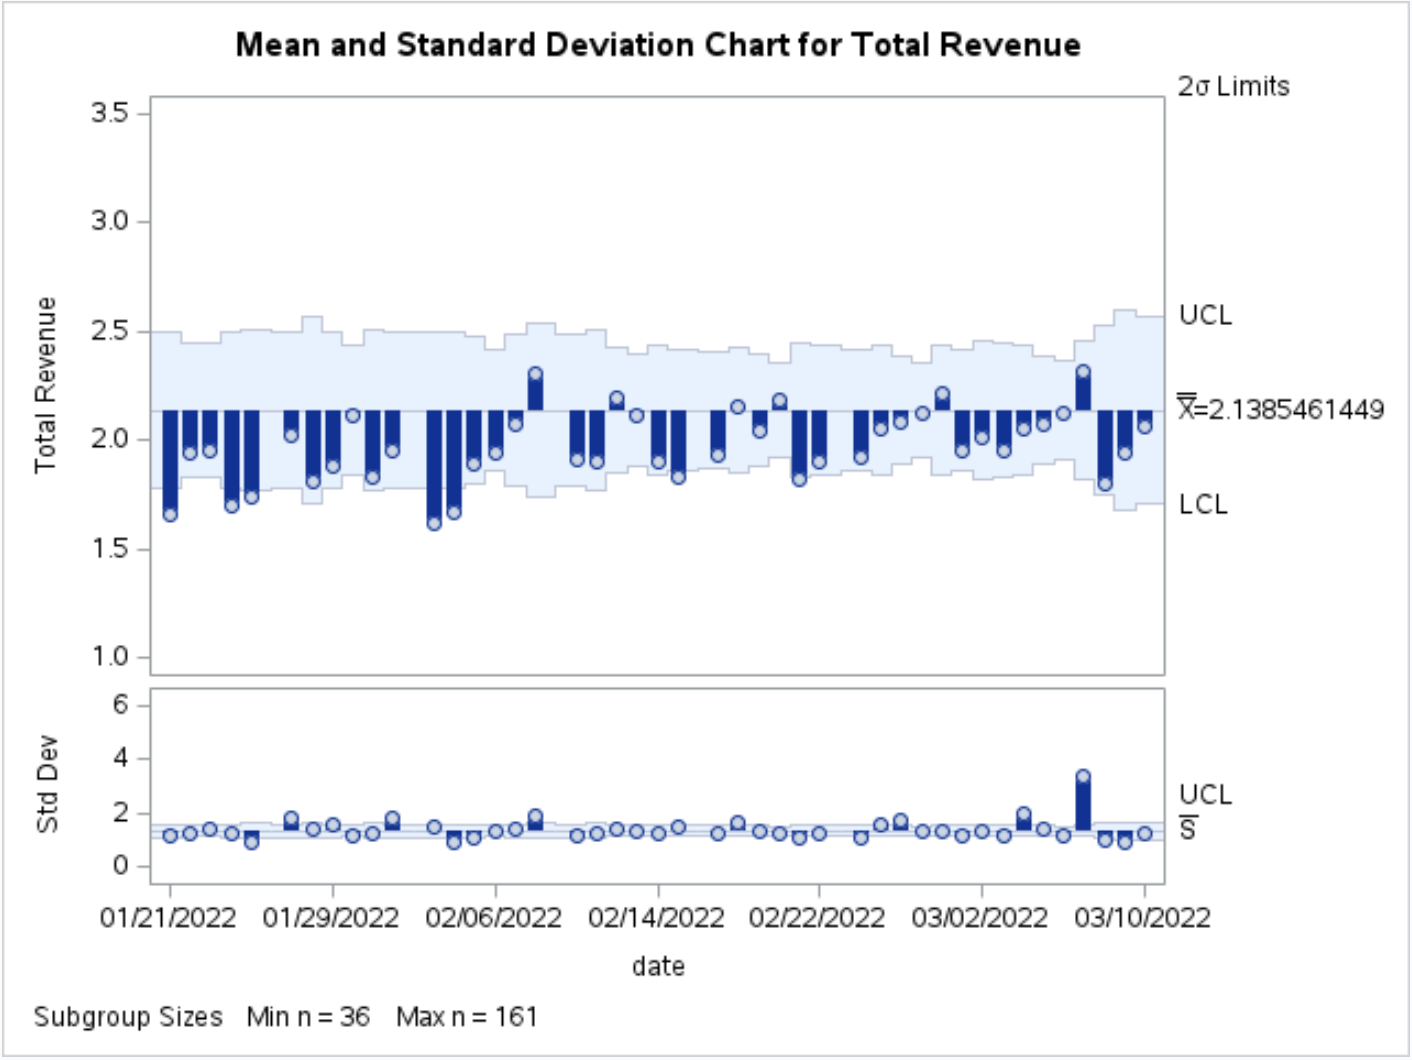 Mean and Standard Deviation Chart for Total Revenue
2σ Limits
3.5
3.0
2.5
2.0
1.5
1.0
Total Revenue
UCL
X̿=2.1385461449
LCL
6
4
2
0
Std Dev
UCL
S̅
01/21/2022 01/29/2022 02/06/2022 02/14/2022 02/22/2022 03/02/2022 03/10/2022
date
Subgroup Sizes Min n = 36 Max n = 161